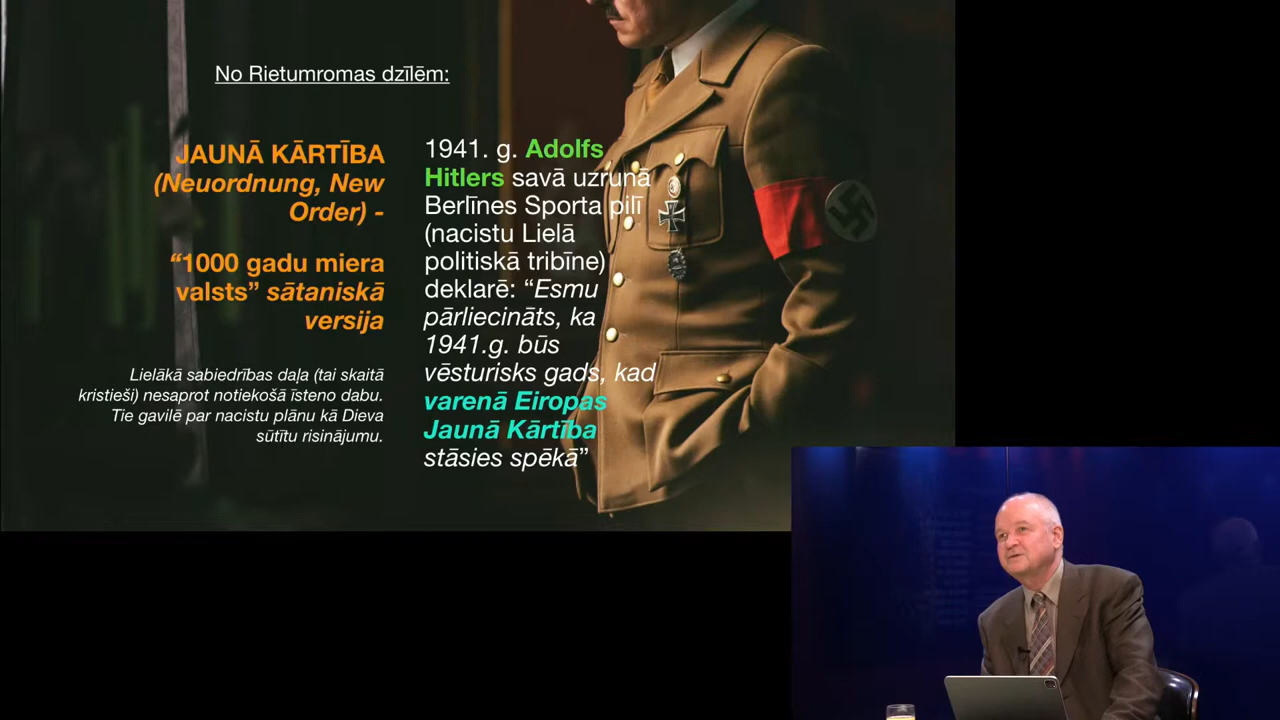 No Rietumromas dzīlēm:
JAUNĀ KĀRTĪBA
(Neuordnung, New
Order) -
“1000 gadu miera
valsts” sātaniskā
versija
Lielākā sabiedrības daļa (tai skaitā
kristieši) nesaprot notiekošā īsteno dabu.
Tie gavilē par nacistu plānu kā Dieva
sūtītu risinājumu.
1941. g. Adolfs
Hitlers savā uzrunā
Berlīnes Sporta pilī
(nacistu Lielā
politiskā tribīne)
deklarē: “Esmu
pārliecināts, ka
1941.g. būs
vēsturisks gads, kad
varenā Eiropas
Jaunā Kārtība
stāsies spēkā”